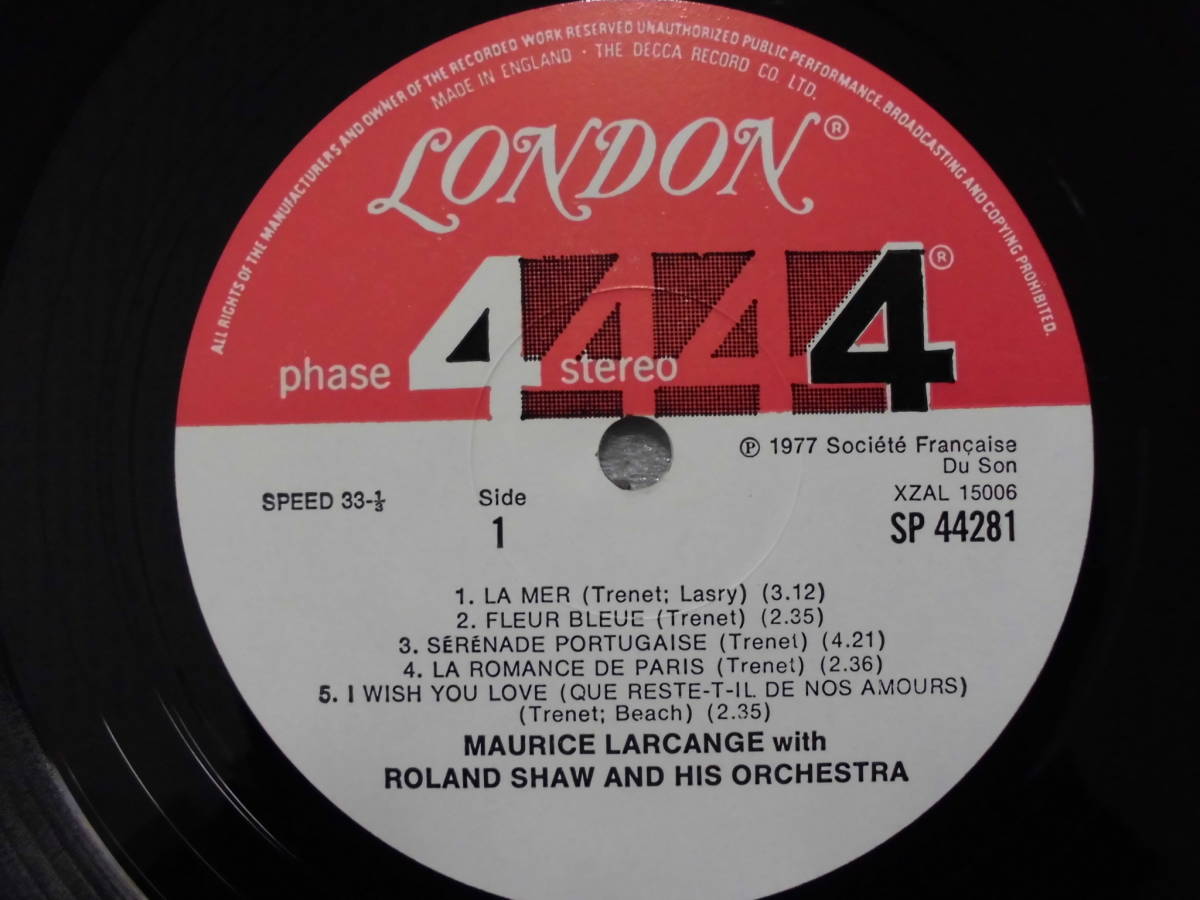 ALL RIGHTS OF THE MANUFACTURERS AND OWNER OF THE RECORDED WORK RESERVED UNAUTHORIZED PUBLIC PERFORMANCE, BROADCASTING AND COPYING PROHIBITED.
MADE IN ENGLAND · THE DECCA RECORD CO. LTD.
LONDON®
phase 4 stereo 4 4 4®
℗ 1977 Société Française
Du Son
SPEED 33-⅓
Side
1
XZAL 15006
SP 44281
1. LA MER (Trenet; Lasry) (3.12)
2. FLEUR BLEUE (Trenet) (2.35)
3. SÉRÉNADE PORTUGAISE (Trenet) (4.21)
4. LA ROMANCE DE PARIS (Trenet) (2.36)
5. I WISH YOU LOVE (QUE RESTE-T-IL DE NOS AMOURS)
(Trenet; Beach) (2.35)
MAURICE LARCANGE with
ROLAND SHAW AND HIS ORCHESTRA